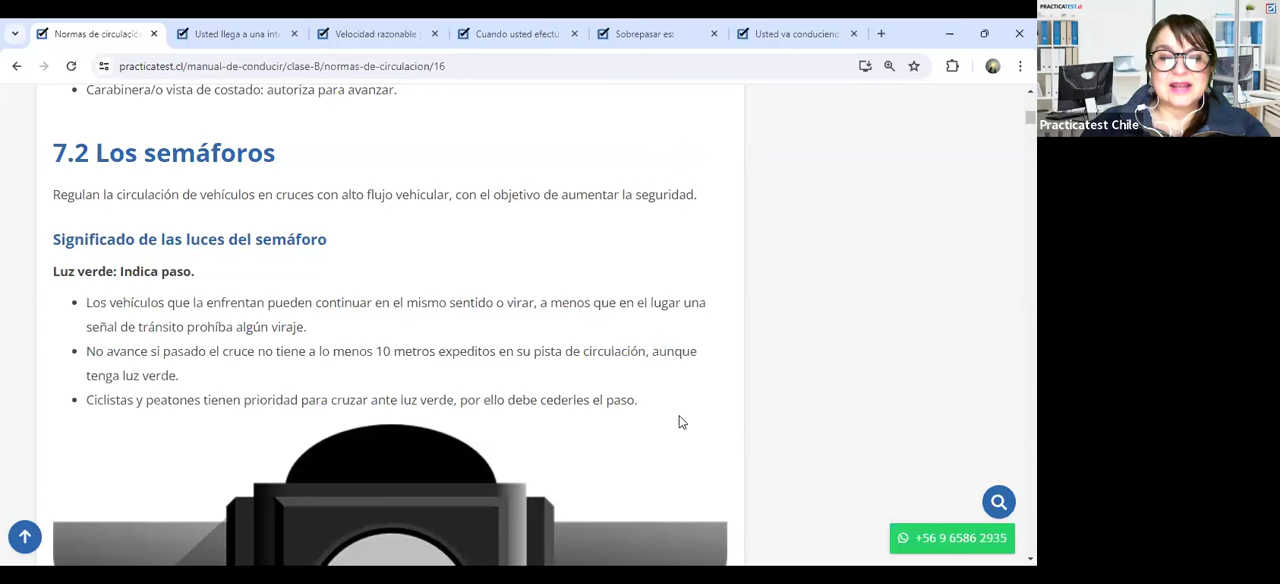 PRACTICATEST.cl
Normas de circulació
Usted llega a una int
Velocidad razonable
Cuando usted efectú
Sobrepasar es:
Usted va conduciend
practicatest.cl/manual-de-conducir/clase-B/normas-de-circulacion/16
Practicatest Chile
• Carabinera/o vista de costado: autoriza para avanzar.
7.2 Los semáforos
Regulan la circulación de vehículos en cruces con alto flujo vehicular, con el objetivo de aumentar la seguridad.
Significado de las luces del semáforo
Luz verde: Indica paso.
• Los vehículos que la enfrentan pueden continuar en el mismo sentido o virar, a menos que en el lugar una
señal de tránsito prohíba algún viraje.
• No avance si pasado el cruce no tiene a lo menos 10 metros expeditos en su pista de circulación, aunque
tenga luz verde.
• Ciclistas y peatones tienen prioridad para cruzar ante luz verde, por ello debe cederles el paso.
+56 9 6586 2935